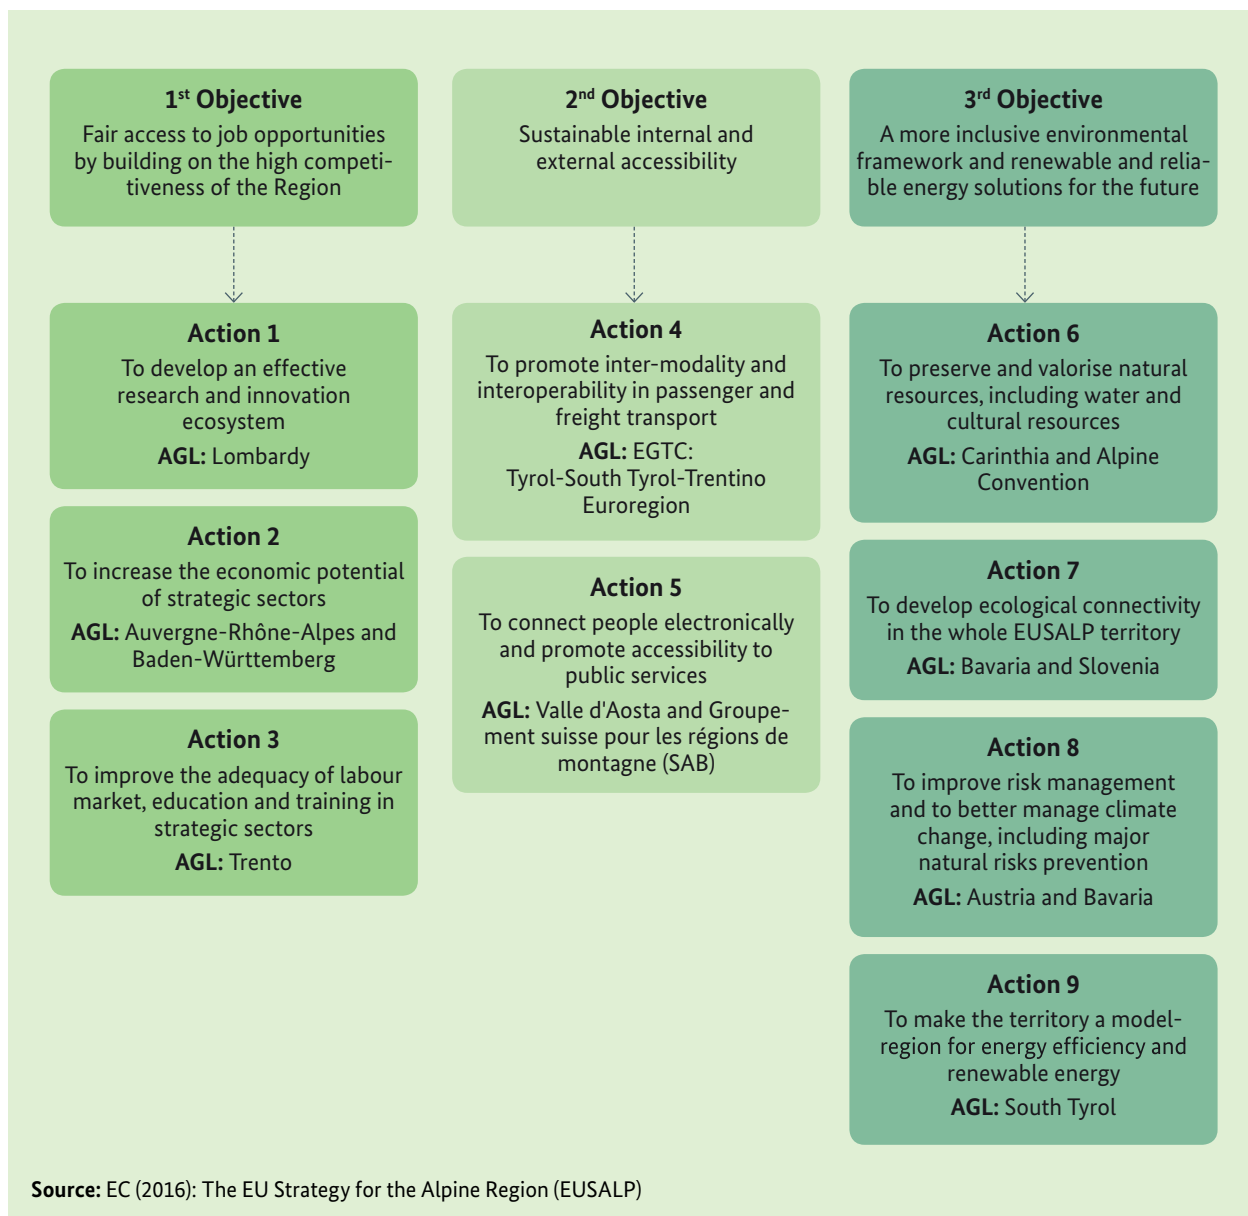 1st Objective
Fair access to job opportunities
by building on the high competi-
tiveness of the Region
2nd Objective
Sustainable internal and
external accessibility
3rd Objective
A more inclusive environmental
framework and renewable and relia-
ble energy solutions for the future
Action 1
To develop an effective
research and innovation
ecosystem
AGL: Lombardy
Action 2
To increase the economic potential
of strategic sectors
AGL: Auvergne-Rhône-Alpes and
Baden-Württemberg
Action 3
To improve the adequacy of labour
market, education and training in
strategic sectors
AGL: Trento
Action 4
To promote inter-modality and
interoperability in passenger and
freight transport
AGL: EGTC:
Tyrol-South Tyrol-Trentino
Euroregion
Action 5
To connect people electronically
and promote accessibility to
public services
AGL: Valle d'Aosta and Groupe-
ment suisse pour les régions de
montagne (SAB)
Action 6
To preserve and valorise natural
resources, including water and
cultural resources
AGL: Carinthia and Alpine
Convention
Action 7
To develop ecological connectivity
in the whole EUSALP territory
AGL: Bavaria and Slovenia
Action 8
To improve risk management
and to better manage climate
change, including major
natural risks prevention
AGL: Austria and Bavaria
Action 9
To make the territory a model-
region for energy efficiency and
renewable energy
AGL: South Tyrol
Source: EC (2016): The EU Strategy for the Alpine Region (EUSALP)